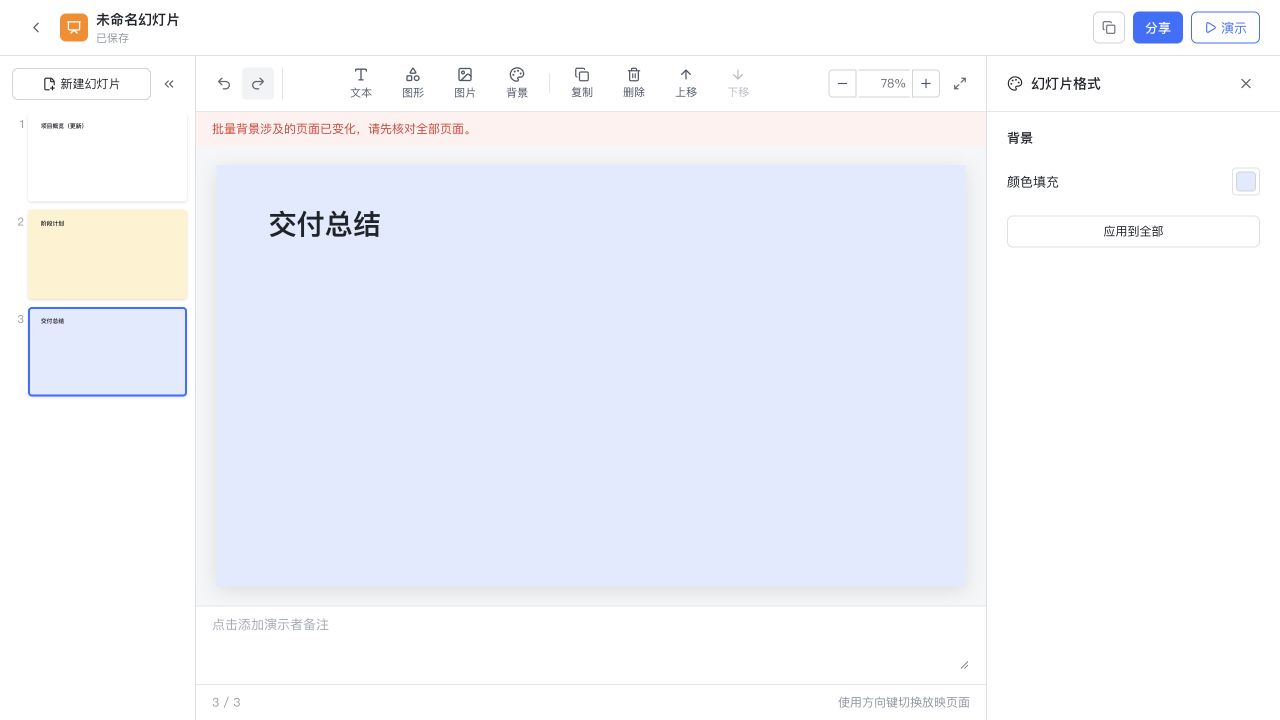 未命名幻灯片
已保存
分享
演示
新建幻灯片
文本
图形
图片
背景
复制
删除
上移
下移
78%
幻灯片格式
1
项目概览（更新）
2
阶段计划
3
交付总结
批量背景涉及的页面已变化，请先核对全部页面。
交付总结
背景
颜色填充
应用到全部
点击添加演示者备注
3 / 3
使用方向键切换放映页面